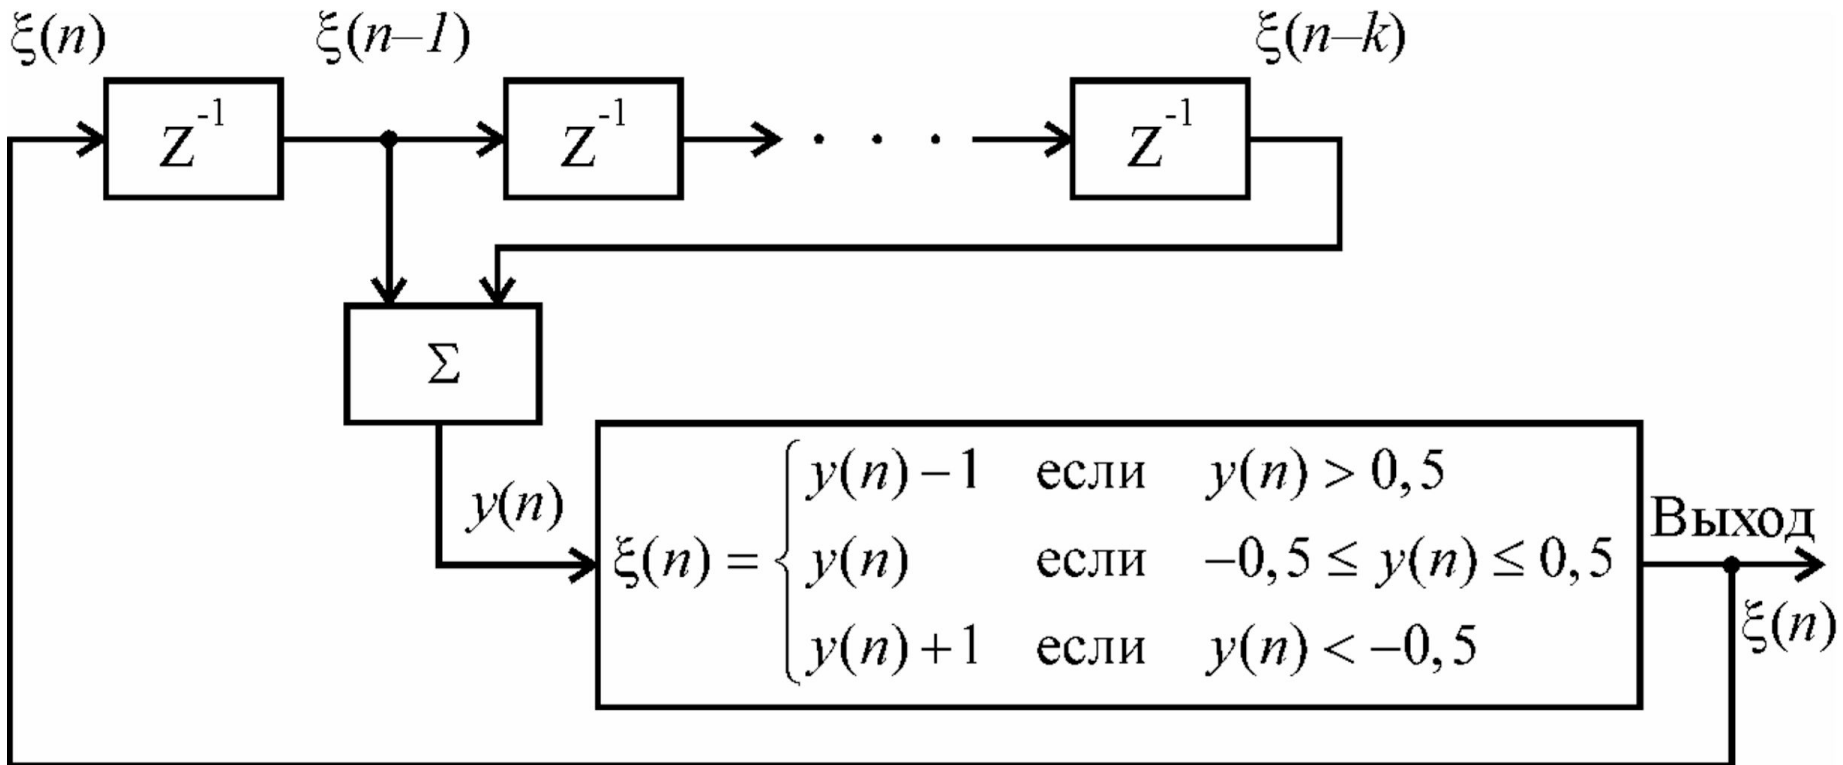 ξ(n) ξ(n–1) ξ(n–k)
Z⁻¹ Z⁻¹ . . . Z⁻¹
Σ
y(n)
y(n) – 1 если y(n) > 0,5
ξ(n) = { y(n) если –0,5 ≤ y(n) ≤ 0,5
y(n) + 1 если y(n) < –0,5
Выход
ξ(n)